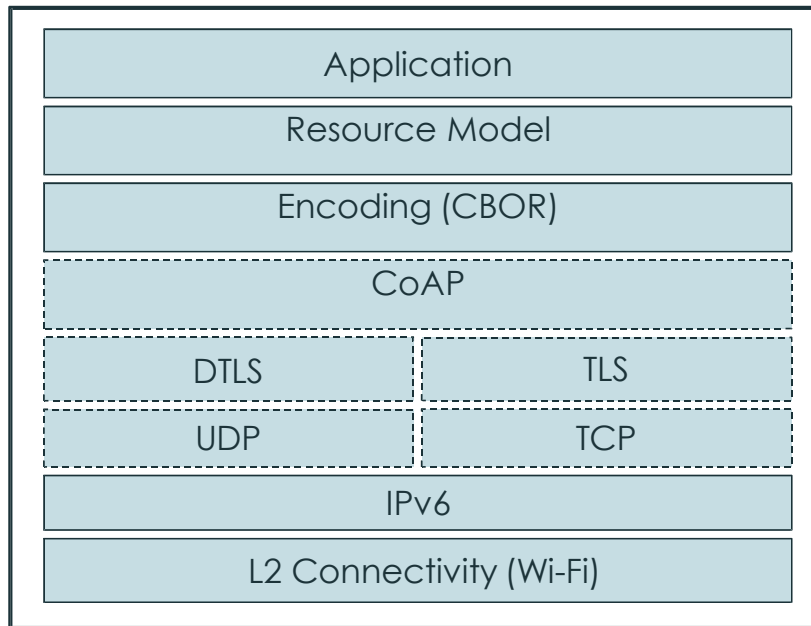 Application
Resource Model
Encoding (CBOR)
CoAP
DTLS
TLS
UDP
TCP
IPv6
L2 Connectivity (Wi-Fi)